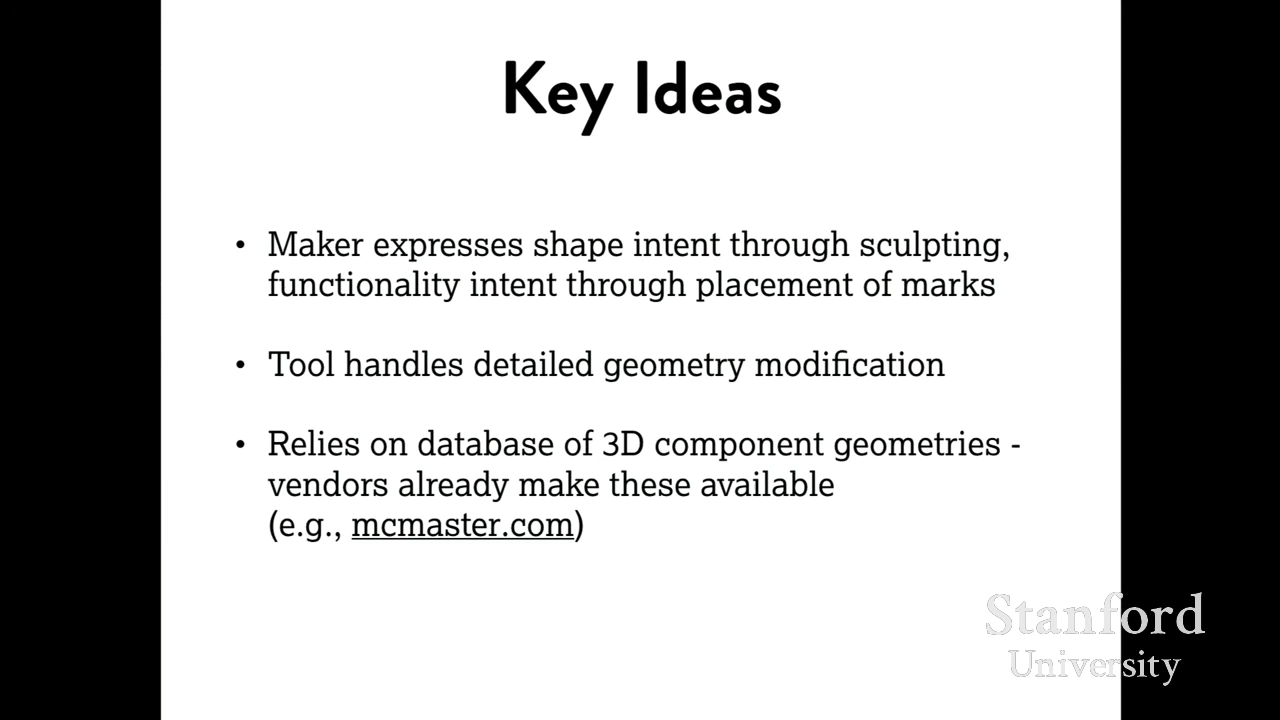 Key Ideas
• Maker expresses shape intent through sculpting,
functionality intent through placement of marks
• Tool handles detailed geometry modification
• Relies on database of 3D component geometries -
vendors already make these available
(e.g., mcmaster.com)
Stanford
University